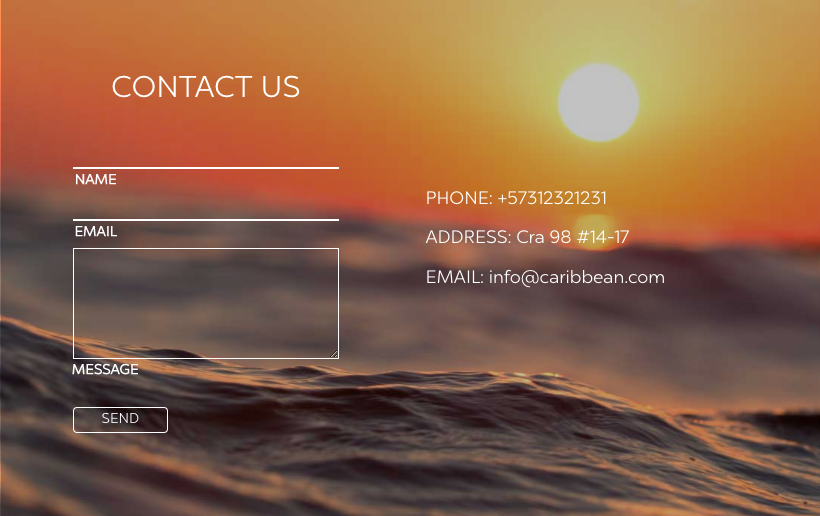 CONTACT US
NAME
EMAIL
MESSAGE
SEND
PHONE: +57312321231
ADDRESS: Cra 98 #14-17
EMAIL: info@caribbean.com